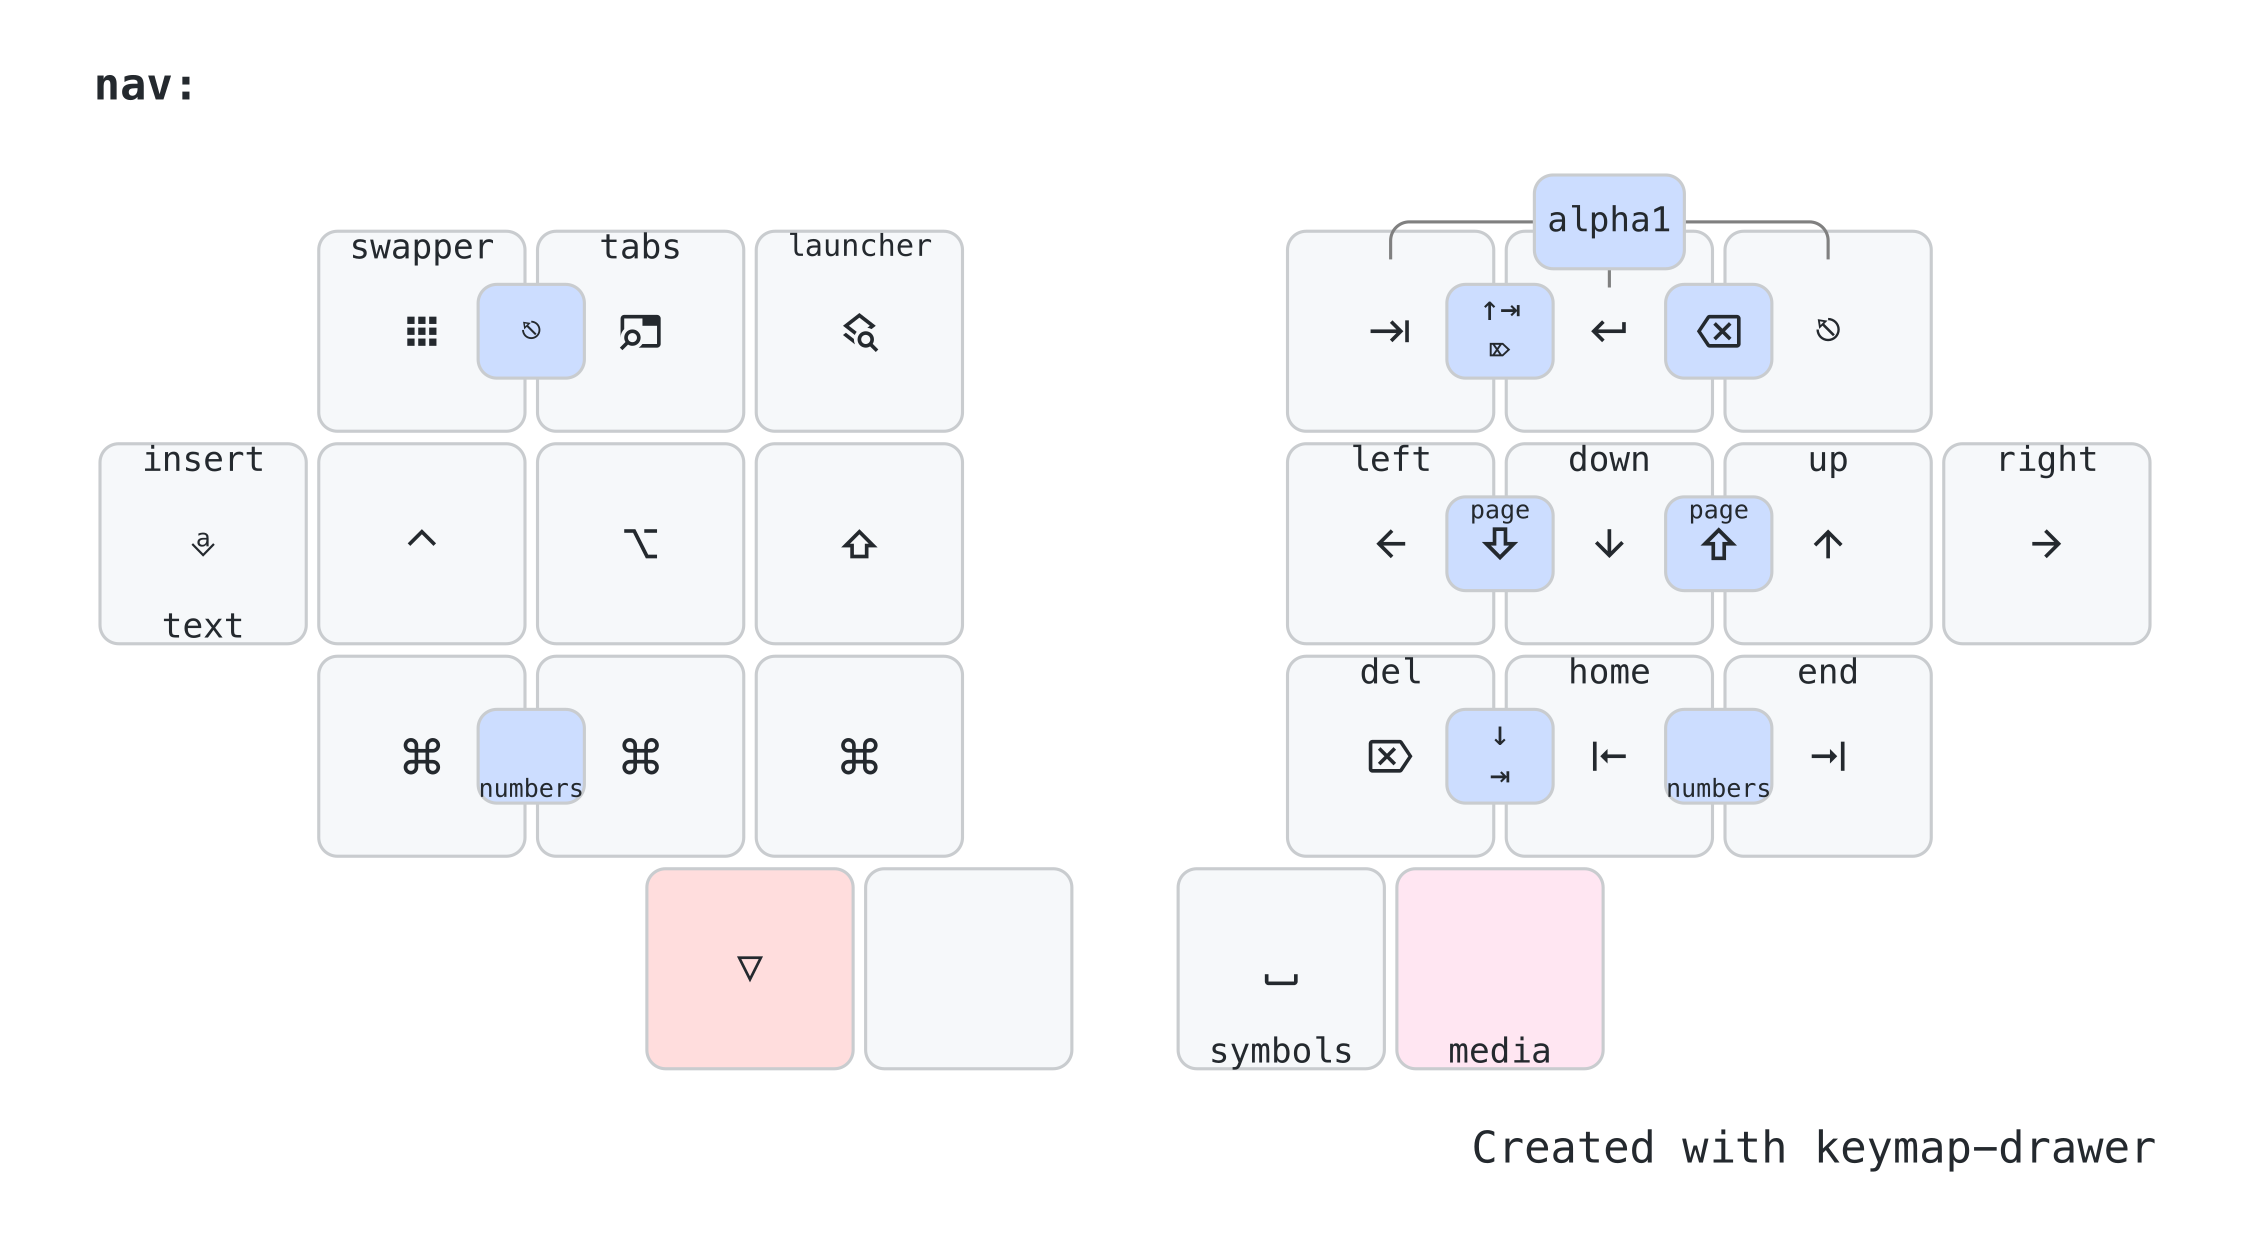 nav:
alpha1
swapper tabs launcher
↑⇥
⌦
insert left down up right
page page
a
text
del home end
↓
⇥
numbers numbers
symbols media
Created with keymap-drawer